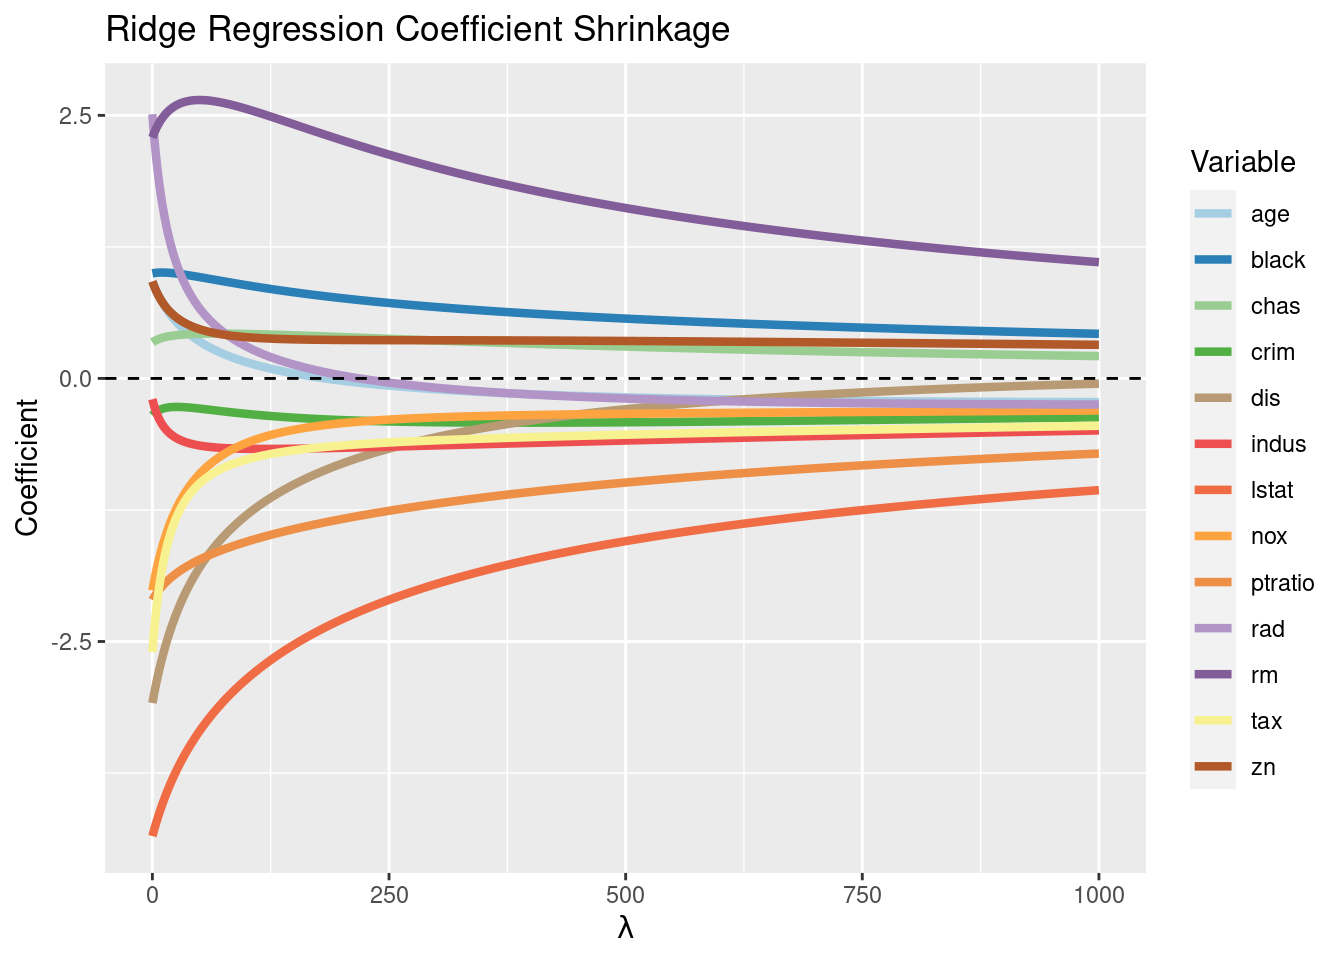 Ridge Regression Coefficient Shrinkage
2.5
0.0
-2.5
Coefficient
0
250
500
750
1000
λ
Variable
age
black
chas
crim
dis
indus
lstat
nox
ptratio
rad
rm
tax
zn